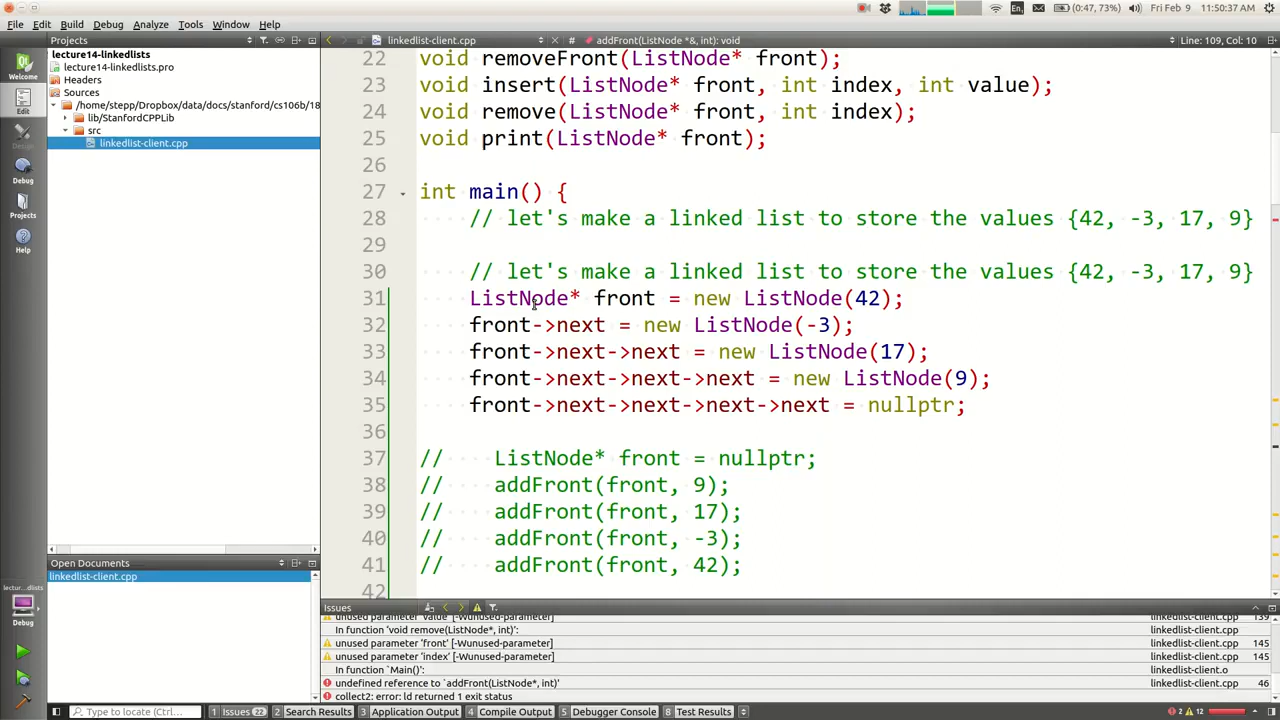 File Edit Build Debug Analyze Tools Window Help
En (0:47, 73%) Fri Feb 9 11:50:37 AM
Projects linkedlist-client.cpp # addFront(ListNode *&, int): void Line: 109, Col: 10
Welcome
Edit
Design
Debug
Projects
Help
lecture14-linkedlists
lecture14-linkedlists.pro
Headers
Sources
/home/stepp/Dropbox/data/docs/stanford/cs106b/18
lib/StanfordCPPLib
src
linkedlist-client.cpp
22 void removeFront(ListNode* front);
23 void insert(ListNode* front, int index, int value);
24 void remove(ListNode* front, int index);
25 void print(ListNode* front);
26
27 int main() {
28 // let's make a linked list to store the values {42, -3, 17, 9}
29
30 // let's make a linked list to store the values {42, -3, 17, 9}
31 ListNode* front = new ListNode(42);
32 front->next = new ListNode(-3);
33 front->next->next = new ListNode(17);
34 front->next->next->next = new ListNode(9);
35 front->next->next->next->next = nullptr;
36
37 // ListNode* front = nullptr;
38 // addFront(front, 9);
39 // addFront(front, 17);
40 // addFront(front, -3);
41 // addFront(front, 42);
42
Open Documents
linkedlist-client.cpp
lectur...dlists
Debug
Issues
unused parameter 'value' [-Wunused-parameter] linkedlist-client.cpp 139
In function 'void remove(ListNode*, int)': linkedlist-client.cpp
unused parameter 'front' [-Wunused-parameter] linkedlist-client.cpp 145
unused parameter 'index' [-Wunused-parameter] linkedlist-client.cpp 145
In function `Main()': linkedlist-client.o
undefined reference to `addFront(ListNode*, int)' linkedlist-client.cpp 46
collect2: error: ld returned 1 exit status linkedlist-client.cpp
Type to locate (Ctrl+... 1 Issues 22 2 Search Results 3 Application Output 4 Compile Output 5 Debugger Console 8 Test Results 2 12